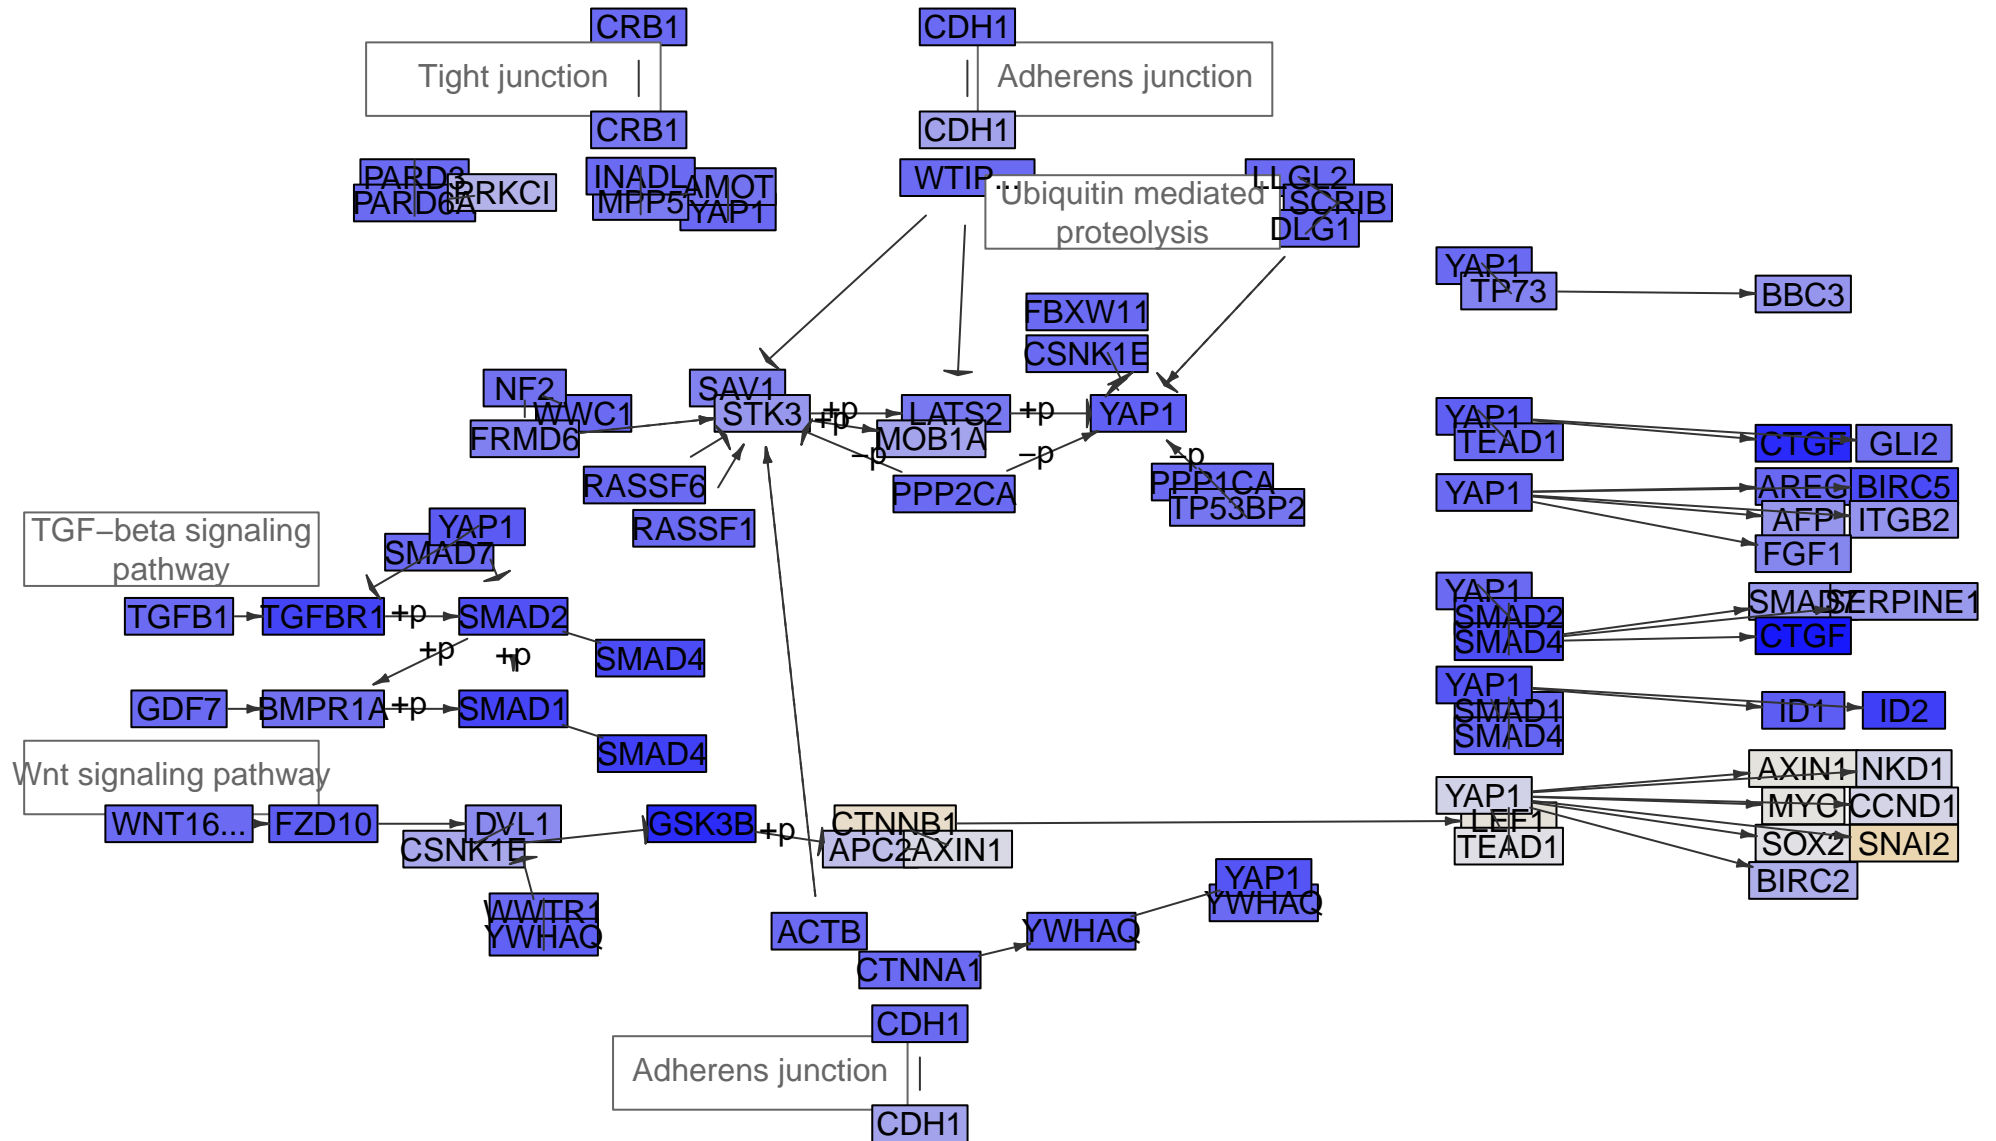 CRB1
CDH1
Tight junction
Adherens junction
CRB1
CDH1
PARD3
PRKCI
PARD6A
INADL
AMOT
MPP5
YAP1
WTIP...
LLGL2
SCRIB
DLG1
Ubiquitin mediated
proteolysis
YAP1
TP73
BBC3
FBXW11
CSNK1E
NF2
WWC1
FRMD6
SAV1
STK3
+p
+p
LATS2
MOB1A
+p
YAP1
−p
−p
−p
RASSF6
RASSF1
PPP2CA
PPP1CA
TP53BP2
YAP1
TEAD1
CTGF
GLI2
YAP1
AREG
BIRC5
AFP
ITGB2
FGF1
TGF−beta signaling
pathway
YAP1
SMAD7
TGFB1
TGFBR1
+p
SMAD2
SMAD4
+p
+p
GDF7
BMPR1A
+p
SMAD1
SMAD4
YAP1
SMAD2
SMAD4
SMAD7
SERPINE1
CTGF
YAP1
SMAD1
SMAD4
ID1
ID2
Wnt signaling pathway
WNT16...
FZD10
DVL1
CSNK1E
GSK3B
+p
CTNNB1
APC2
AXIN1
YAP1
LEF1
TEAD1
AXIN1
NKD1
MYC
CCND1
SOX2
SNAI2
BIRC2
WWTR1
YWHAQ
ACTB
CTNNA1
YWHAQ
YAP1
YWHAQ
CDH1
Adherens junction
CDH1